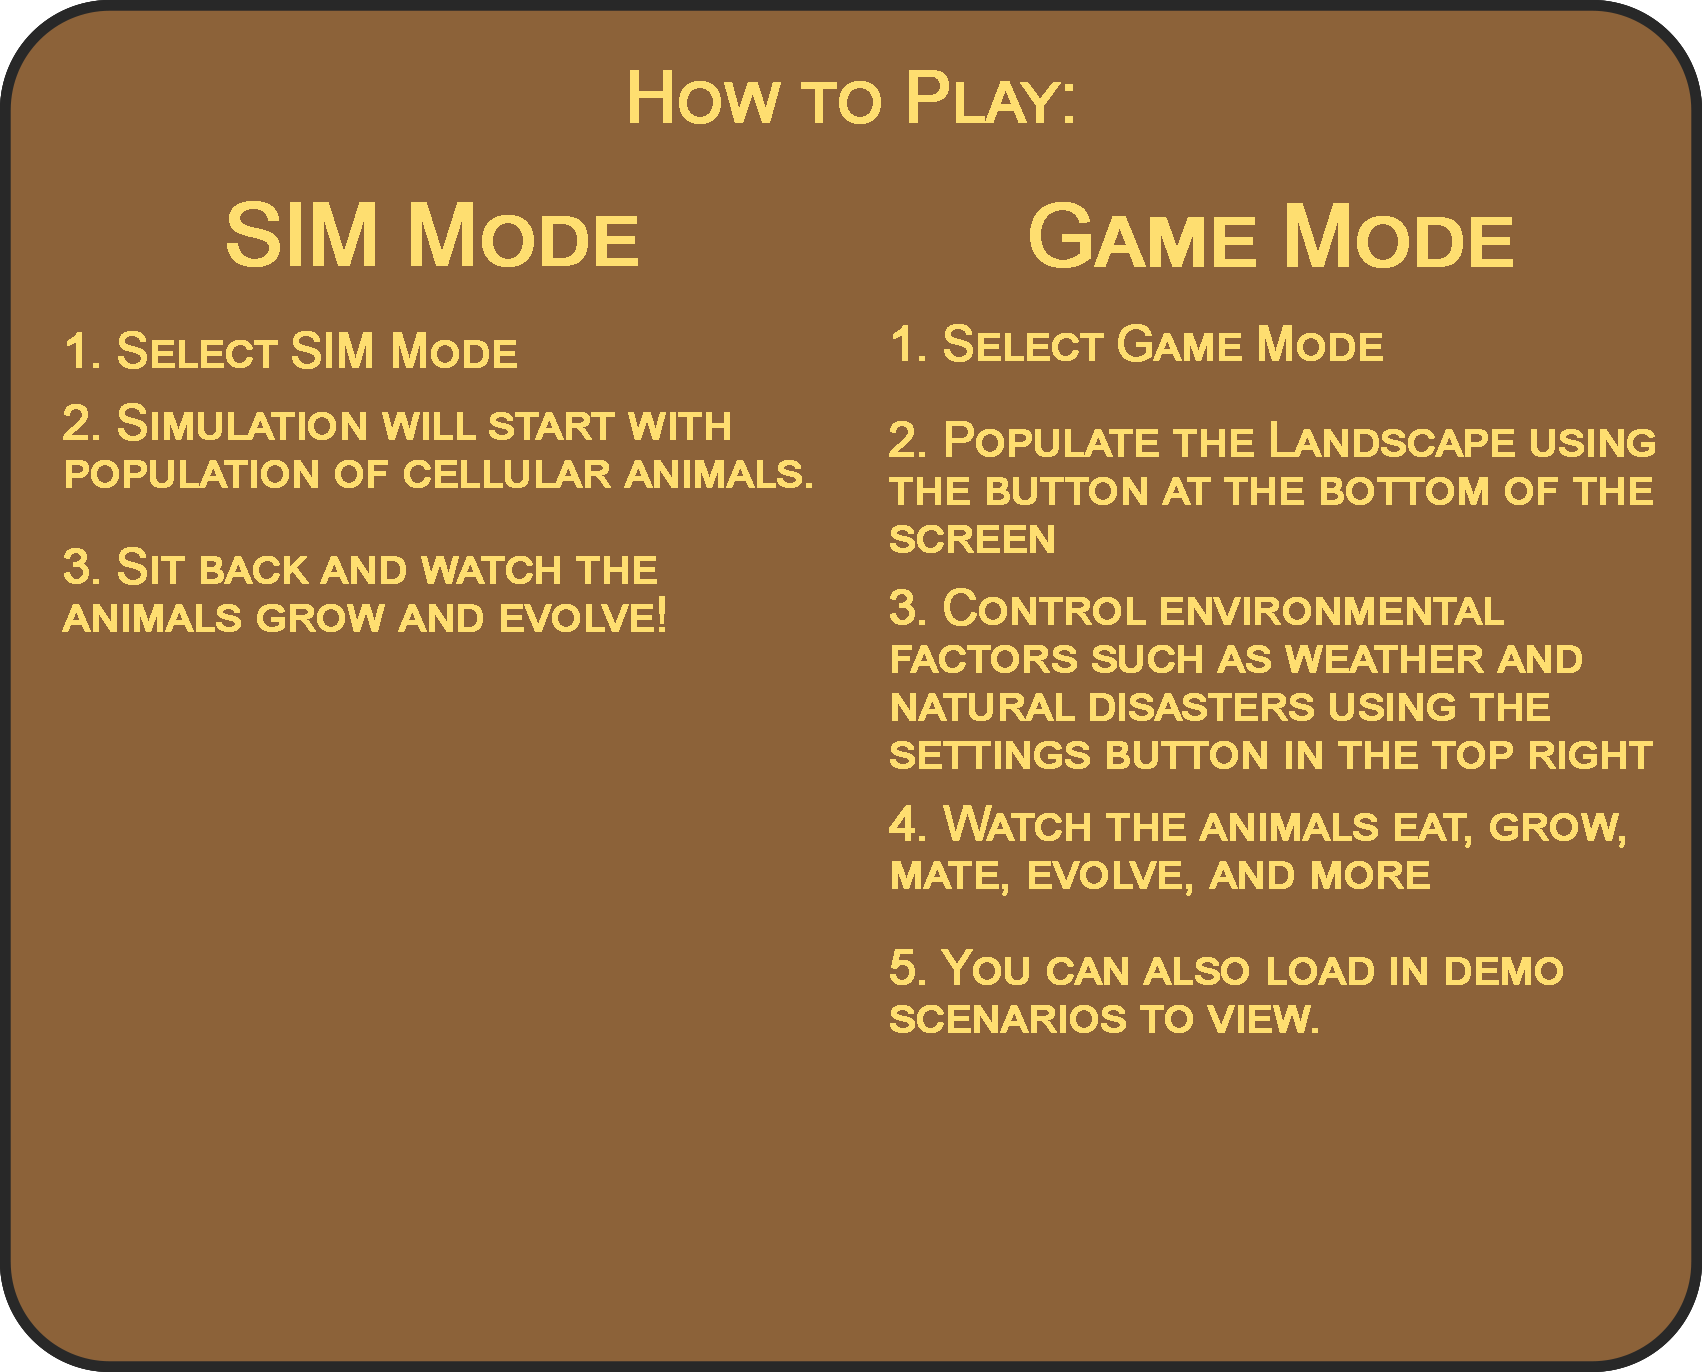 How to Play:
SIM Mode
1. Select SIM Mode
2. Simulation will start with
population of cellular animals.
3. Sit back and watch the
animals grow and evolve!
Game Mode
1. Select Game Mode
2. Populate the Landscape using
the button at the bottom of the
screen
3. Control environmental
factors such as weather and
natural disasters using the
settings button in the top right
4. Watch the animals eat, grow,
mate, evolve, and more
5. You can also load in demo
scenarios to view.